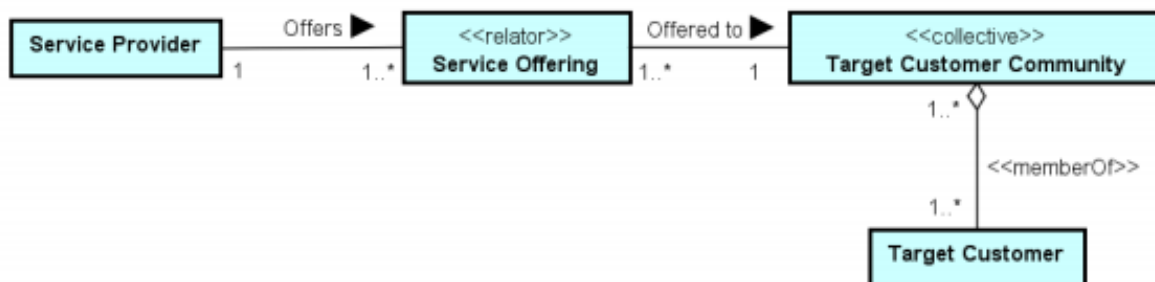 Offers ▶
Offered to ▶
Service Provider
<<relator>>
Service Offering
<<collective>>
Target Customer Community
1
1..*
1..*
1
1..*
<<memberOf>>
1..*
Target Customer